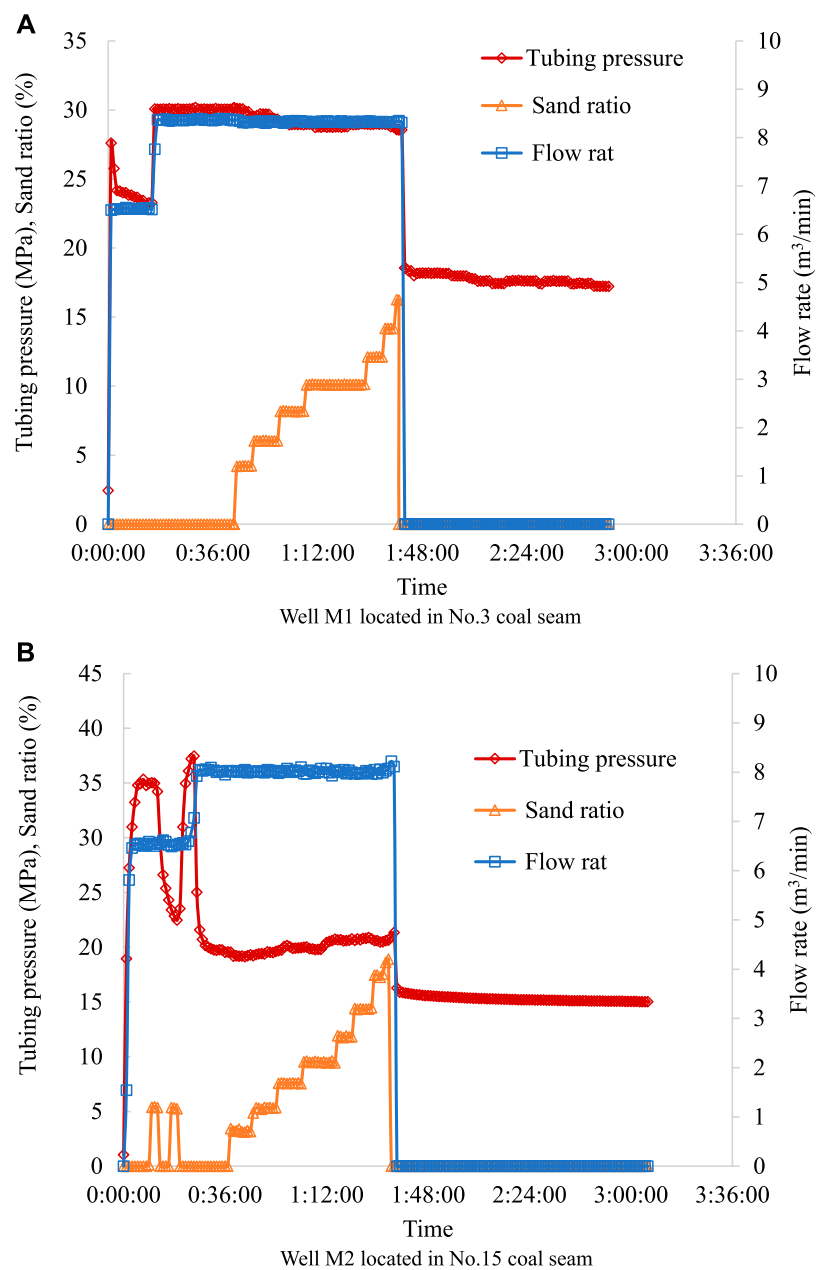 A
Tubing pressure (MPa), Sand ratio (%)
35
30
25
20
15
10
5
0
Tubing pressure
Sand ratio
Flow rat
10
9
8
7
6
5
4
3
2
1
0
Flow rate (m³/min)
0:00:00 0:36:00 1:12:00 1:48:00 2:24:00 3:00:00 3:36:00
Time
Well M1 located in No.3 coal seam
B
Tubing pressure (MPa), Sand ratio (%)
45
40
35
30
25
20
15
10
5
0
Tubing pressure
Sand ratio
Flow rat
10
9
8
7
6
5
4
3
2
1
0
Flow rate (m³/min)
0:00:00 0:36:00 1:12:00 1:48:00 2:24:00 3:00:00 3:36:00
Time
Well M2 located in No.15 coal seam